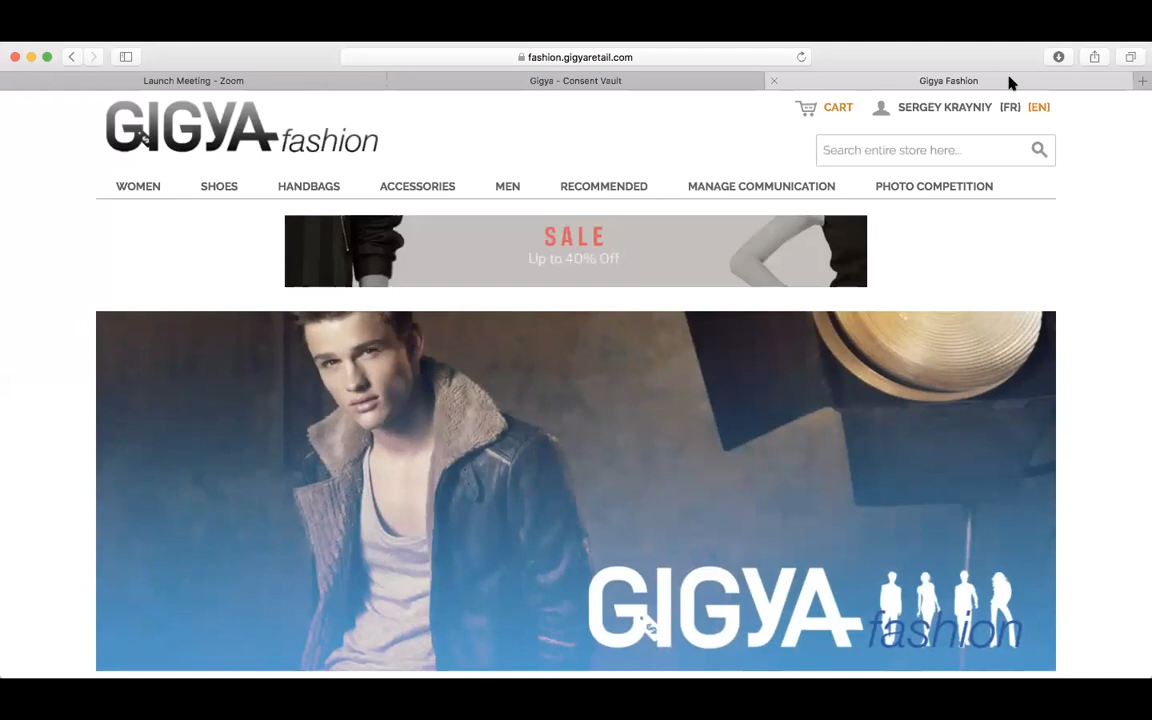 fashion.gigyaretail.com
Launch Meeting - Zoom
Gigya - Consent Vault
Gigya Fashion
GIGYA fashion
CART
SERGEY KRAYNIY
[FR]
[EN]
Search entire store here...
WOMEN
SHOES
HANDBAGS
ACCESSORIES
MEN
RECOMMENDED
MANAGE COMMUNICATION
PHOTO COMPETITION
SALE
Up to 40% Off
GIGYA
fashion